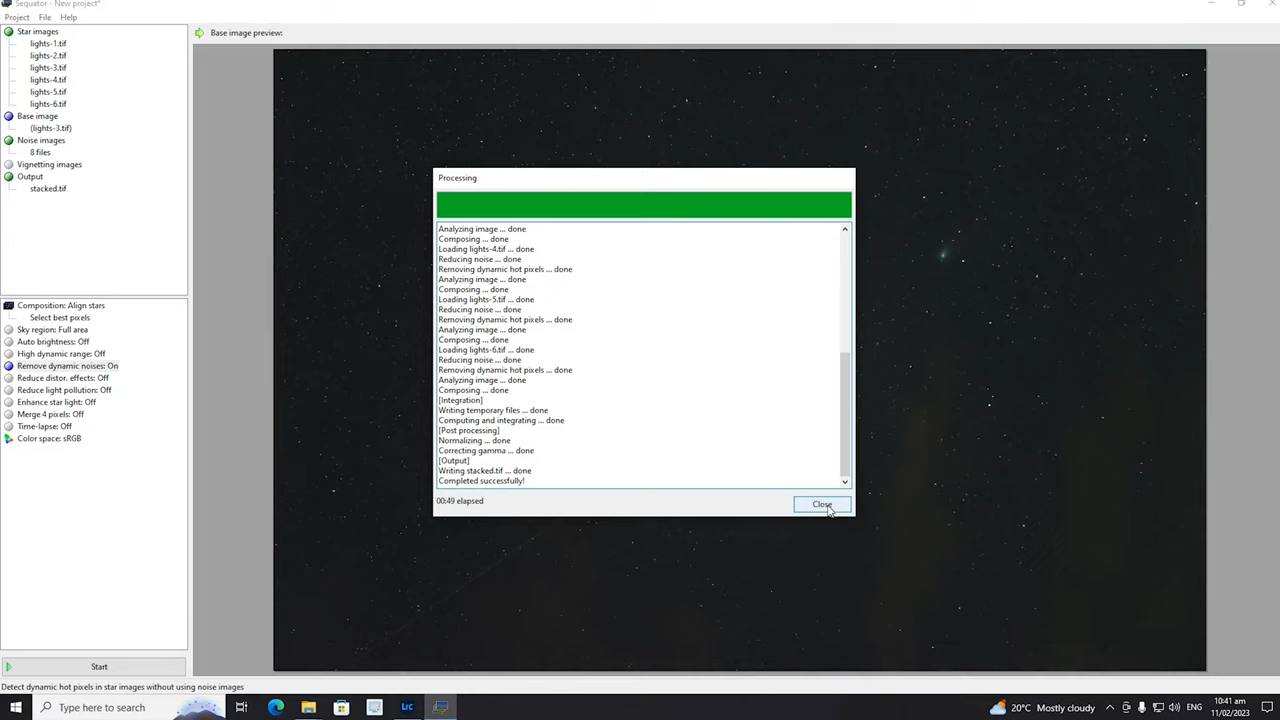 Sequator - New project*
Project File Help
Star images
lights-1.tif
lights-2.tif
lights-3.tif
lights-4.tif
lights-5.tif
lights-6.tif
Base image
(lights-3.tif)
Noise images
8 files
Vignetting images
Output
stacked.tif
Composition: Align stars
Select best pixels
Sky region: Full area
Auto brightness: Off
High dynamic range: Off
Remove dynamic noises: On
Reduce distor. effects: Off
Reduce light pollution: Off
Enhance star light: Off
Merge 4 pixels: Off
Time-lapse: Off
Color space: sRGB
Start
Base image preview:
Processing
Analyzing image ... done
Composing ... done
Loading lights-4.tif ... done
Reducing noise ... done
Removing dynamic hot pixels ... done
Analyzing image ... done
Composing ... done
Loading lights-5.tif ... done
Reducing noise ... done
Removing dynamic hot pixels ... done
Analyzing image ... done
Composing ... done
Loading lights-6.tif ... done
Reducing noise ... done
Removing dynamic hot pixels ... done
Analyzing image ... done
Composing ... done
[Integration]
Writing temporary files ... done
Computing and integrating ... done
[Post processing]
Normalizing ... done
Correcting gamma ... done
[Output]
Writing stacked.tif ... done
Completed successfully!
00:49 elapsed
Close
Detect dynamic hot pixels in star images without using noise images
Type here to search
Lrc
20°C Mostly cloudy
ENG
10:41 pm
11/02/2023